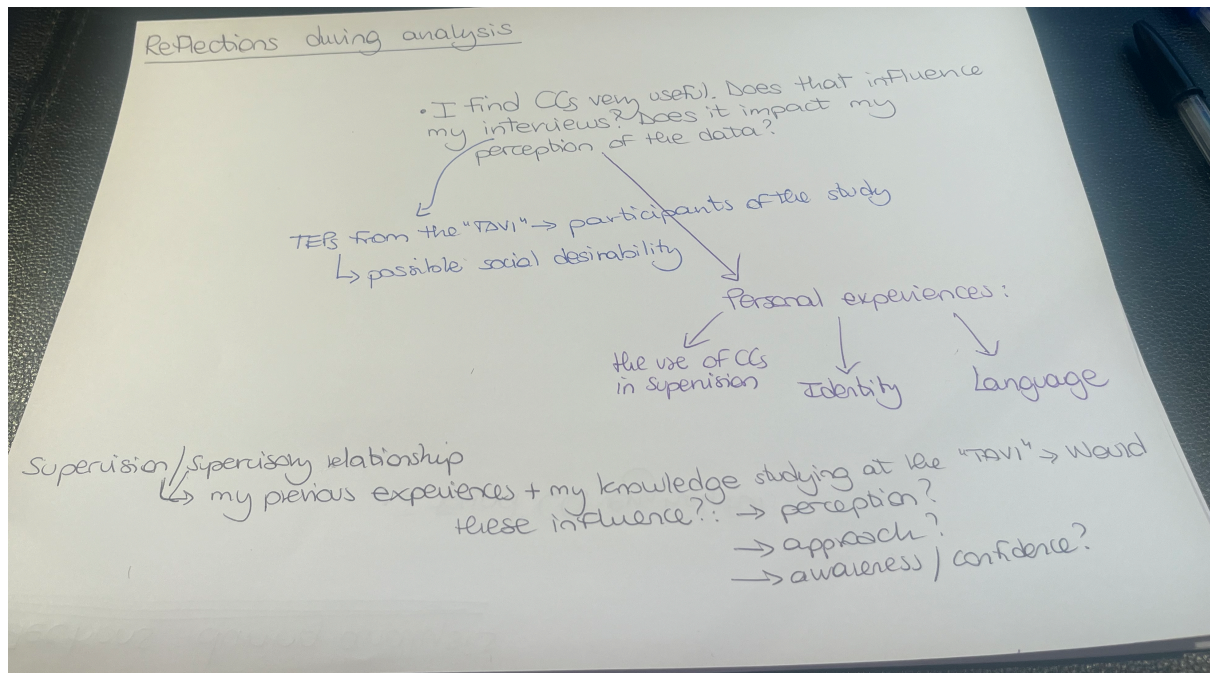 Reflections during analysis
• I find CCs very useful. Does that influence
my interviews? Does it impact my
perception of the data?
TEPs from the "TAVI" → participants of the study
↳ possible social desirability
Personal experiences:
the use of CCs
in supervision
Identity
Language
Supervision/Supervisory relationship
↳ my previous experiences + my knowledge studying at the "TAVI" → Would
these influence?: → perception?
→ approach?
→ awareness / confidence?